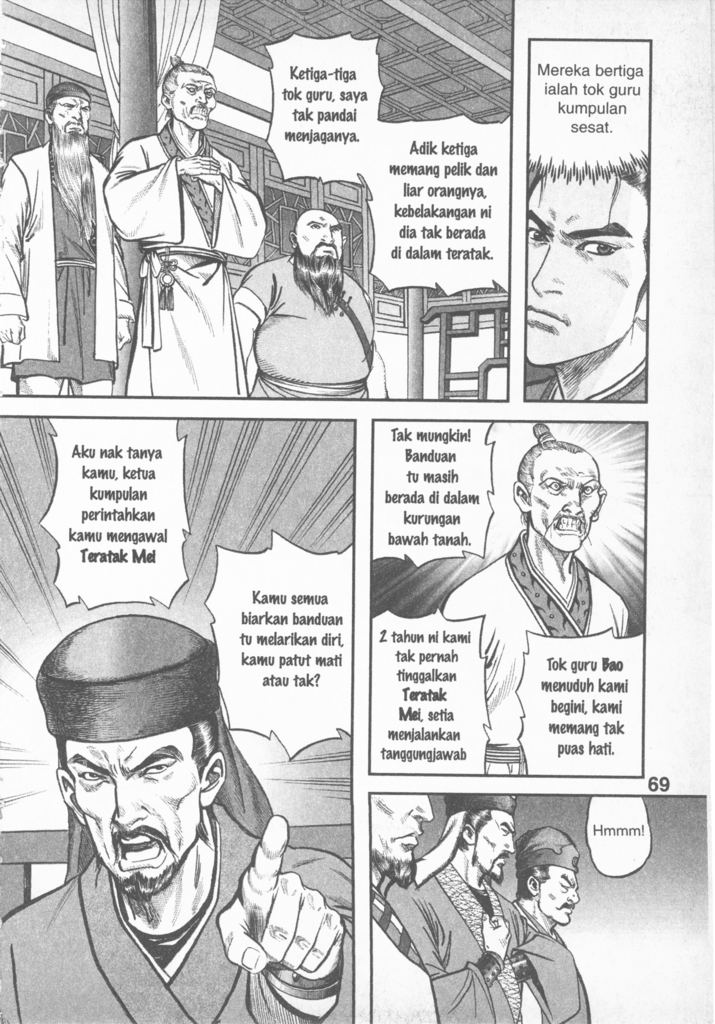 Ketiga-tiga
tok guru, saya
tak pandai
menjaganya.
Adik ketiga
memang pelik dan
liar orangnya,
kebelakangan ni
dia tak berada
di dalam teratak.
Mereka bertiga
ialah tok guru
kumpulan
sesat.
Aku nak tanya
kamu, ketua
kumpulan
perintahkan
kamu mengawal
Teratak Mei
Kamu semua
biarkan banduan
tu melarikan diri,
kamu patut mati
atau tak?
Tak mungkin!
Banduan
tu masih
berada di dalam
kurungan
bawah tanah.
2 tahun ni kami
tak pernah
tinggalkan
Teratak
Mei, setia
menjalankan
tanggungjawab
Tok guru Bao
menuduh kami
begini, kami
memang tak
puas hati.
69
Hmmm!